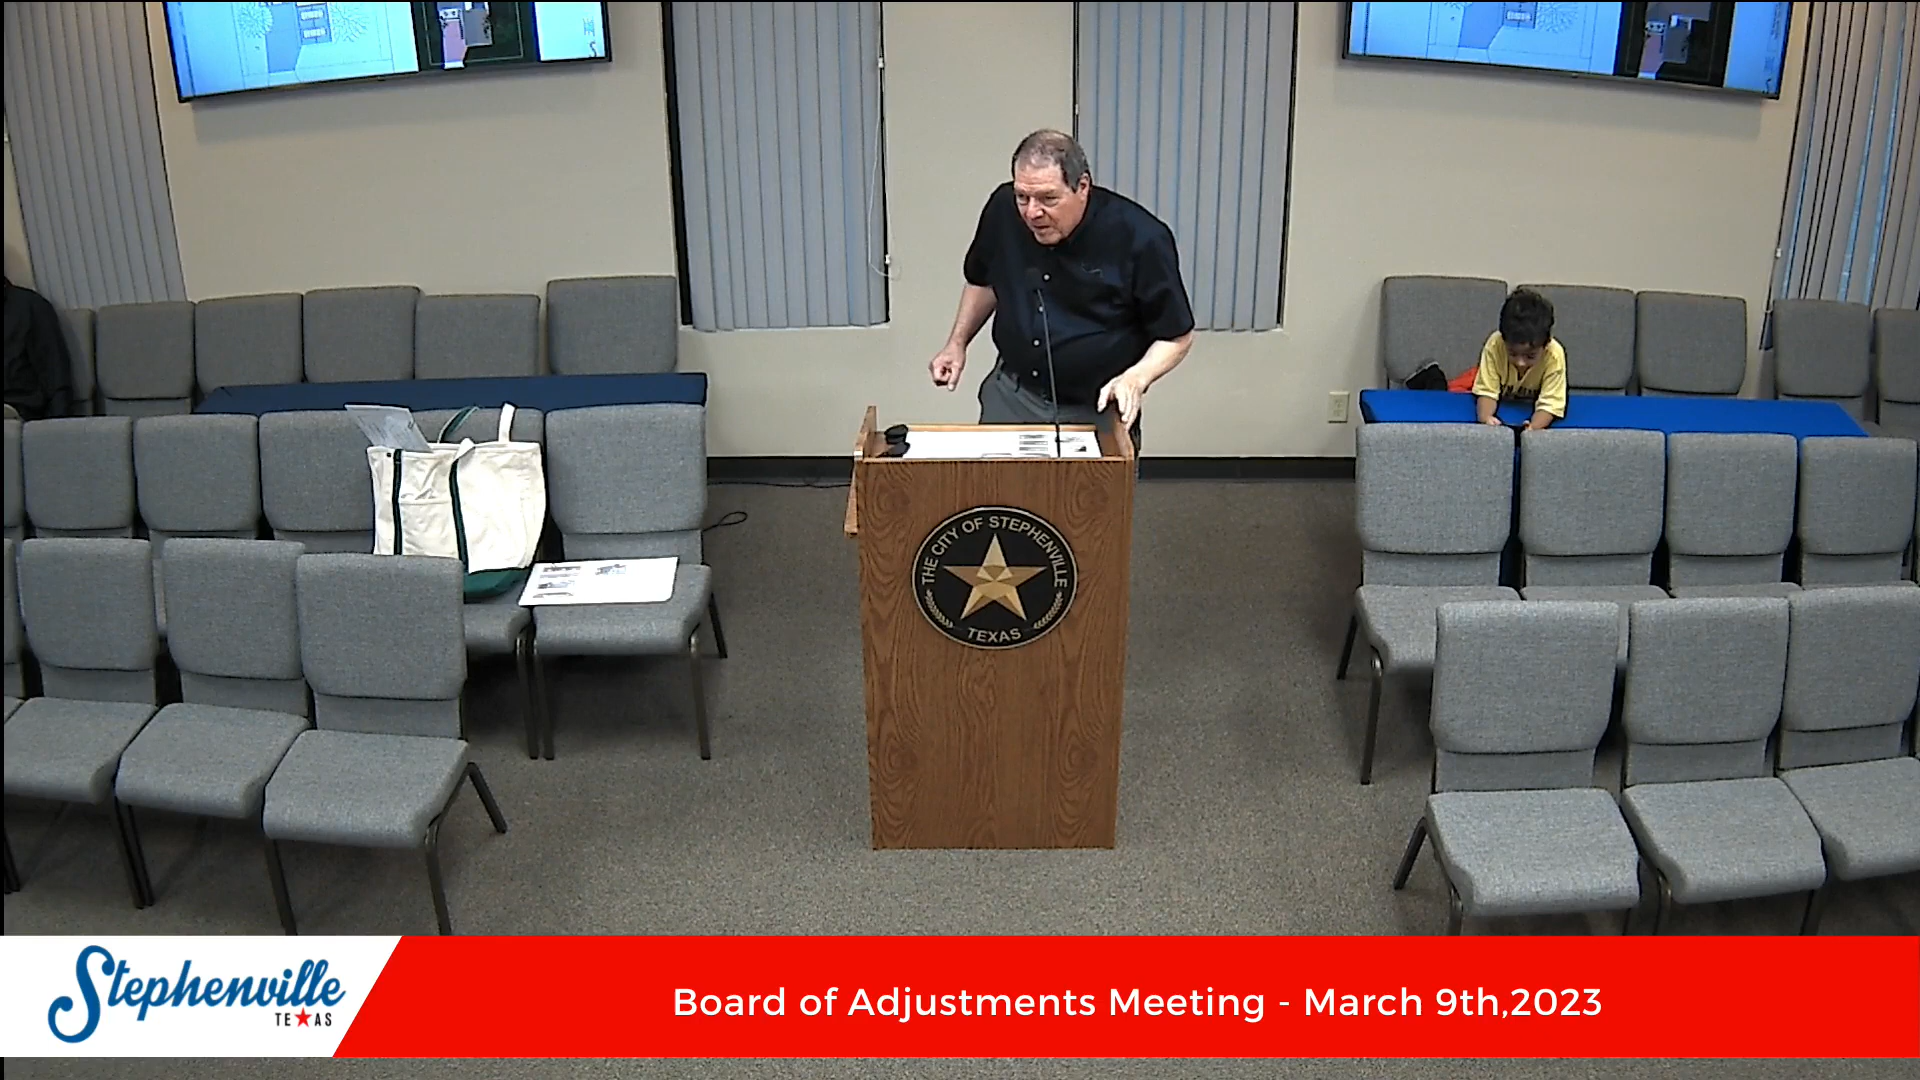 THE CITY OF STEPHENVILLE
TEXAS
Stephenville
TEXAS
Board of Adjustments Meeting - March 9th,2023